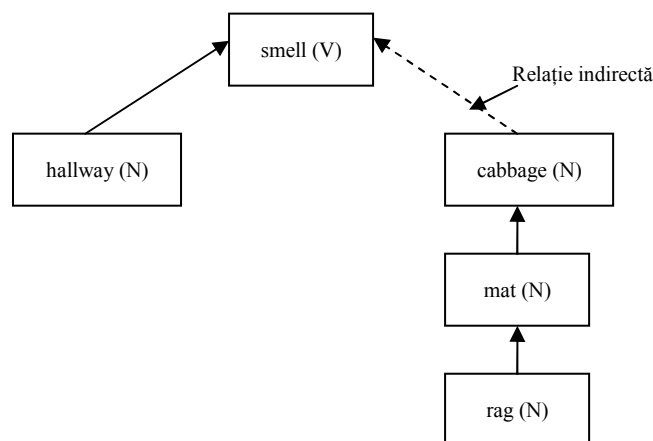 smell (V)
Relație indirectă
hallway (N)
cabbage (N)
mat (N)
rag (N)